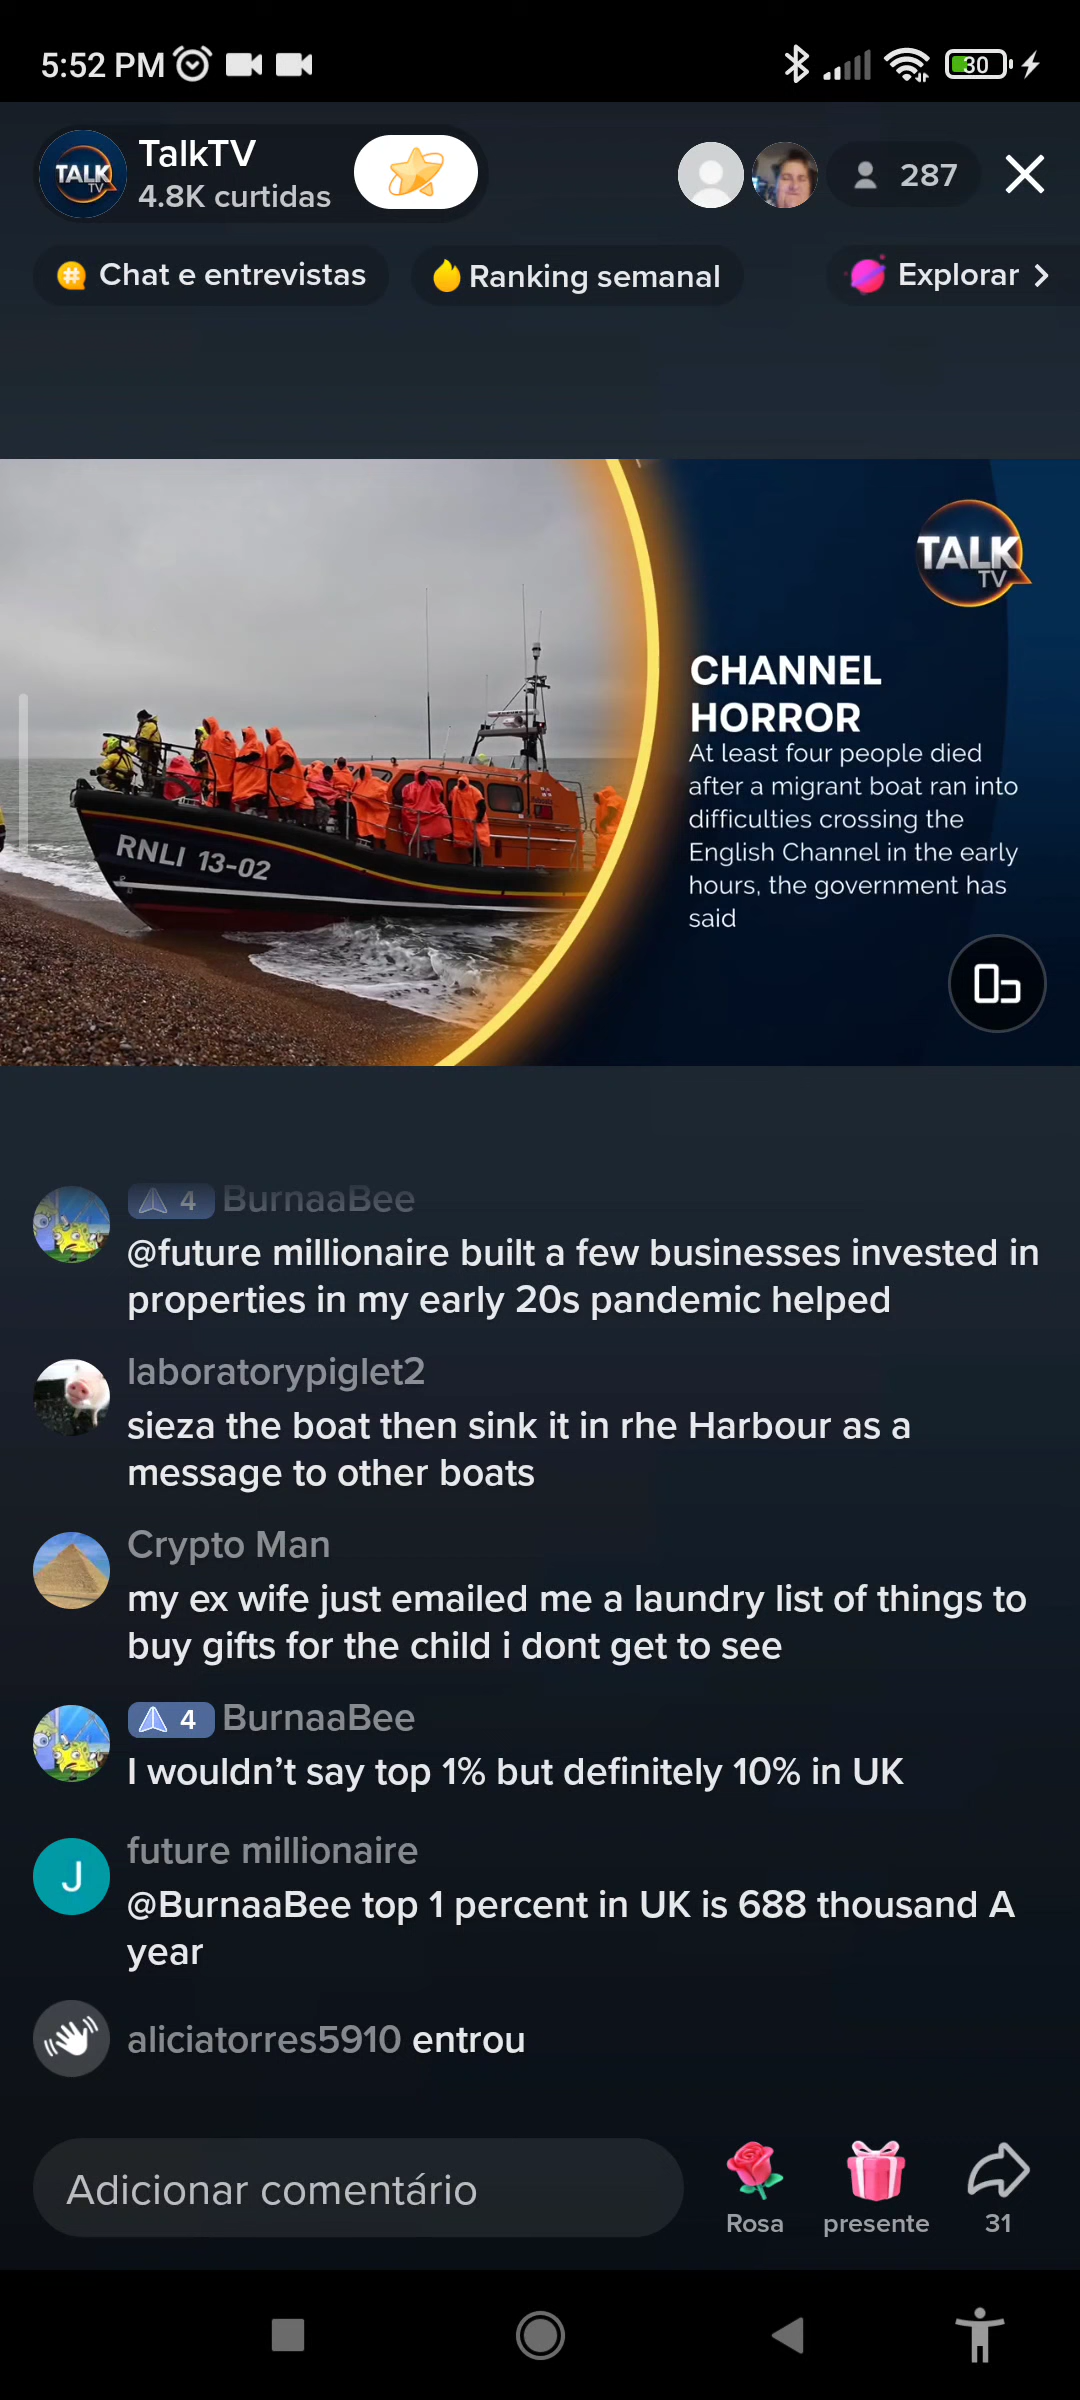 5:52 PM
30
TALK
TV
TalkTV
4.8K curtidas
287
Chat e entrevistas
Ranking semanal
Explorar
TALK
TV
CHANNEL
HORROR
At least four people died
after a migrant boat ran into
difficulties crossing the
English Channel in the early
hours, the government has
said
RNLI 13-02
4 BurnaaBee
@future millionaire built a few businesses invested in
properties in my early 20s pandemic helped
laboratorypiglet2
sieza the boat then sink it in rhe Harbour as a
message to other boats
Crypto Man
my ex wife just emailed me a laundry list of things to
buy gifts for the child i dont get to see
4 BurnaaBee
I wouldn’t say top 1% but definitely 10% in UK
J
future millionaire
@BurnaaBee top 1 percent in UK is 688 thousand A
year
aliciatorres5910 entrou
Adicionar comentário
Rosa
presente
31